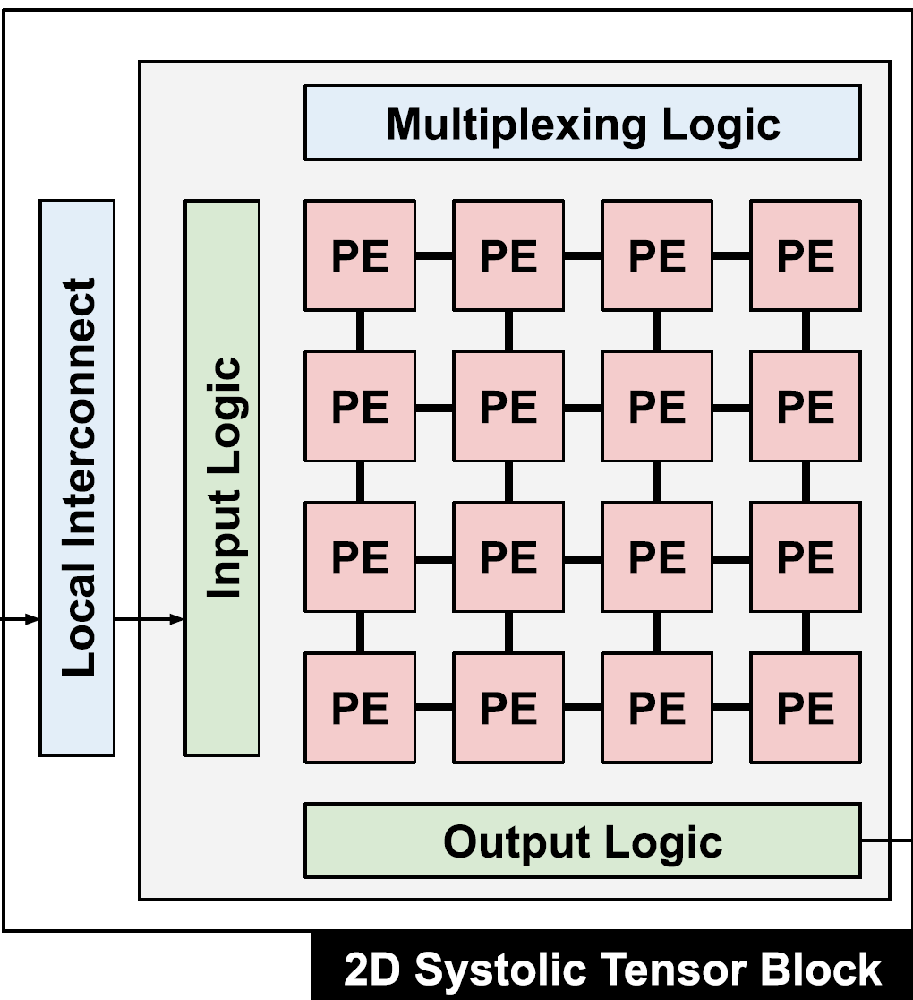 Multiplexing Logic
Local Interconnect
Input Logic
PE PE PE PE
PE PE PE PE
PE PE PE PE
PE PE PE PE
Output Logic
2D Systolic Tensor Block